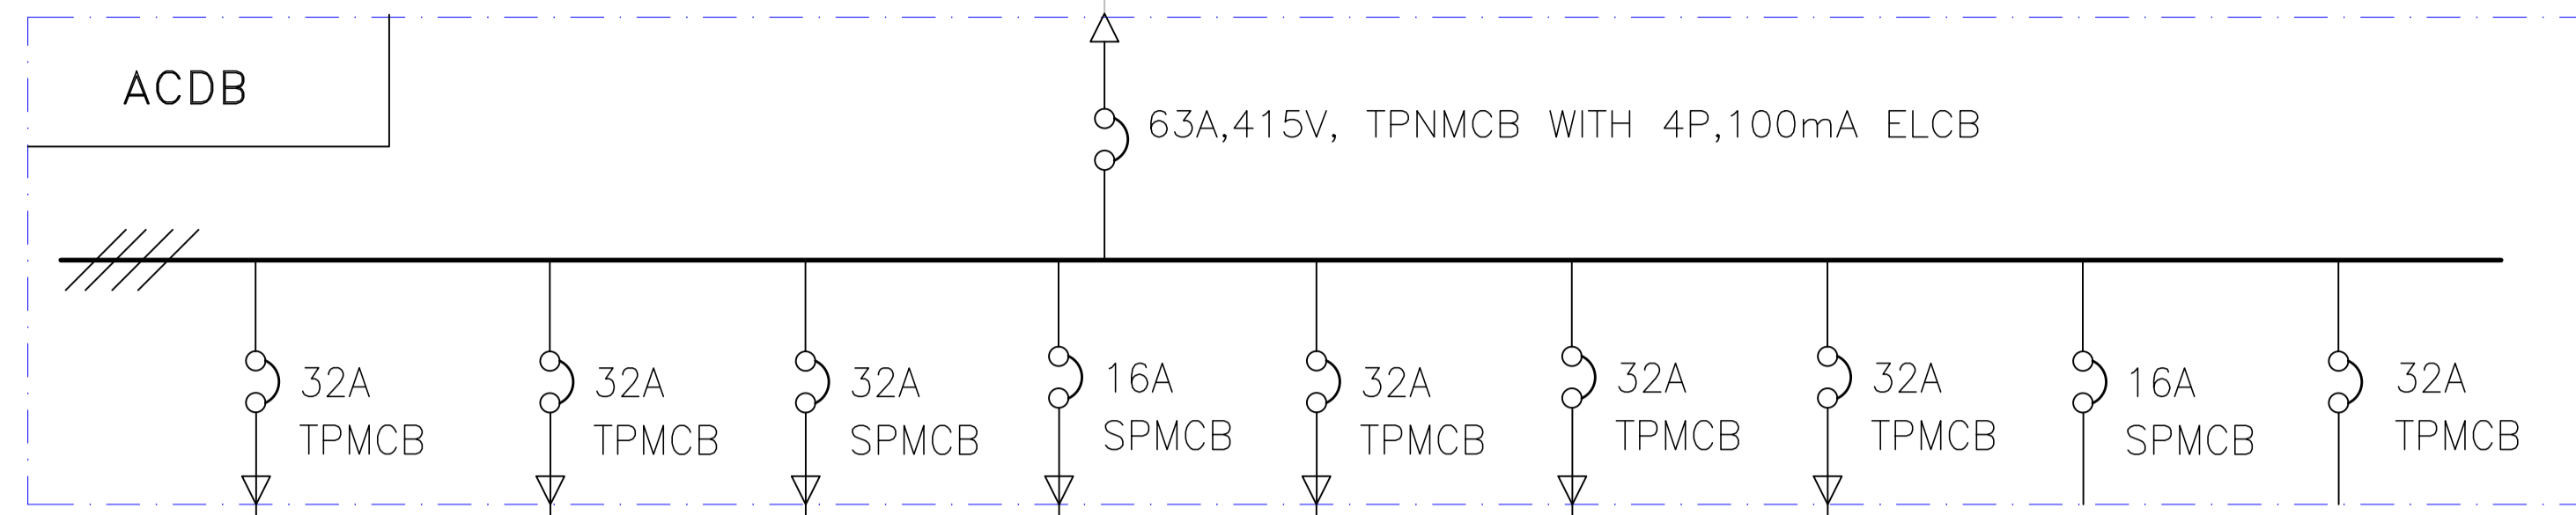 ACDB
63A,415V, TPNMCB WITH 4P,100mA ELCB
32A
TPMCB
32A
TPMCB
32A
SPMCB
16A
SPMCB
32A
TPMCB
32A
TPMCB
32A
TPMCB
16A
SPMCB
32A
TPMCB